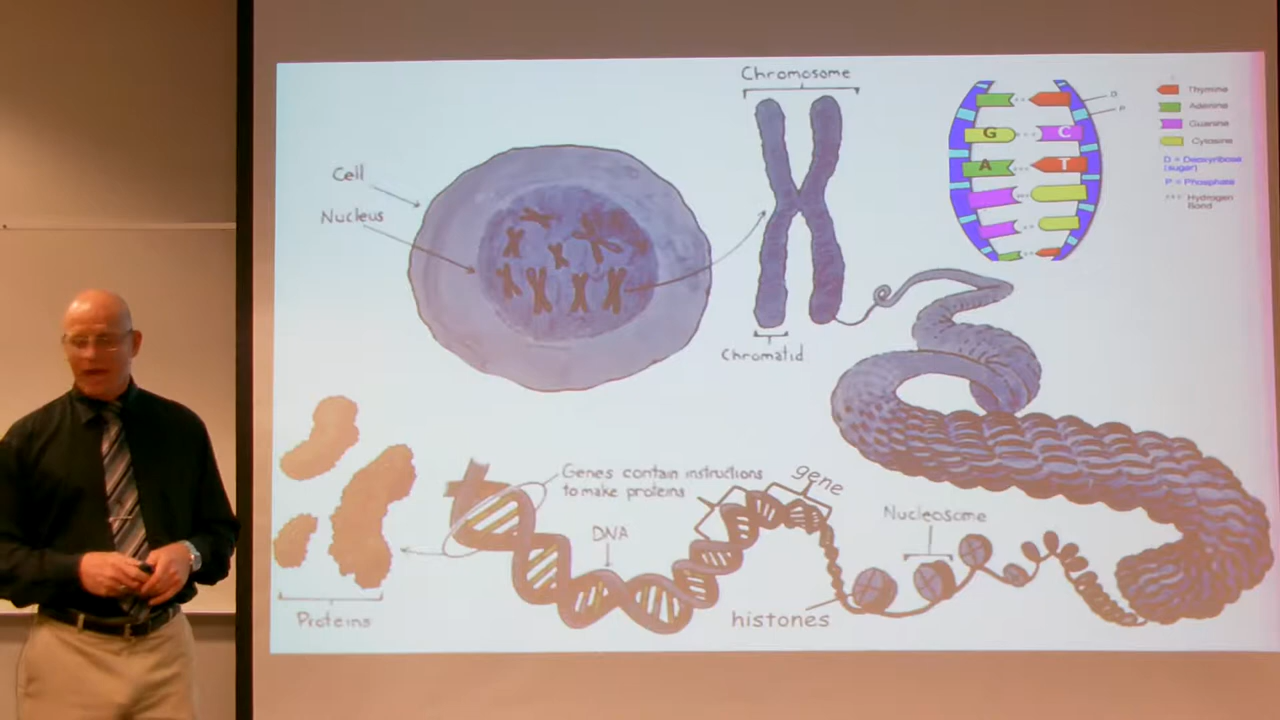 Chromosome
Cell
Nucleus
Chromatid
G
C
A
T
D
P
Thymine
Adenine
Guanine
Cytosine
D = Deoxyribose
(sugar)
P = Phosphate
Hydrogen
Bond
Genes contain instructions
to make proteins
gene
DNA
Nucleosome
histones
Proteins